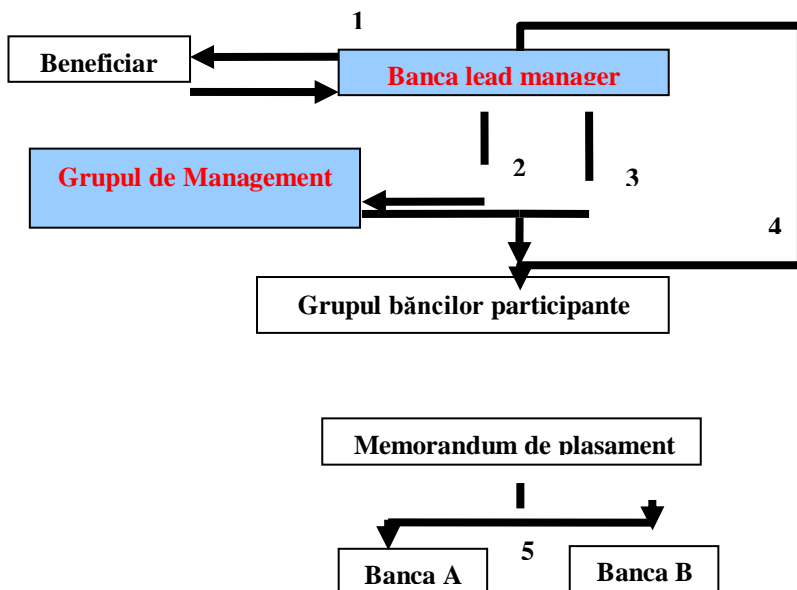 1
Beneficiar
Banca lead manager
2
Grupul de Management
3
4
Grupul băncilor participante
Memorandum de plasament
5
Banca A
Banca B